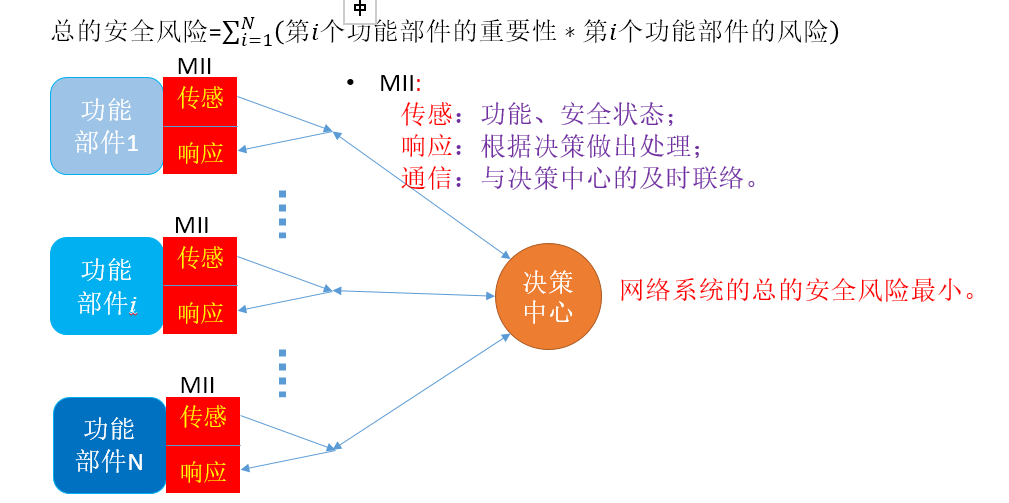 中
总的安全风险=∑_{i=1}^{N}(第i个功能部件的重要性∗第i个功能部件的风险)
MII
功能
部件1
传感
响应
• MII:
传感：功能、安全状态；
响应：根据决策做出处理；
通信：与决策中心的及时联络。
MII
功能
部件i
传感
响应
决策
中心
网络系统的总的安全风险最小。
MII
功能
部件N
传感
响应